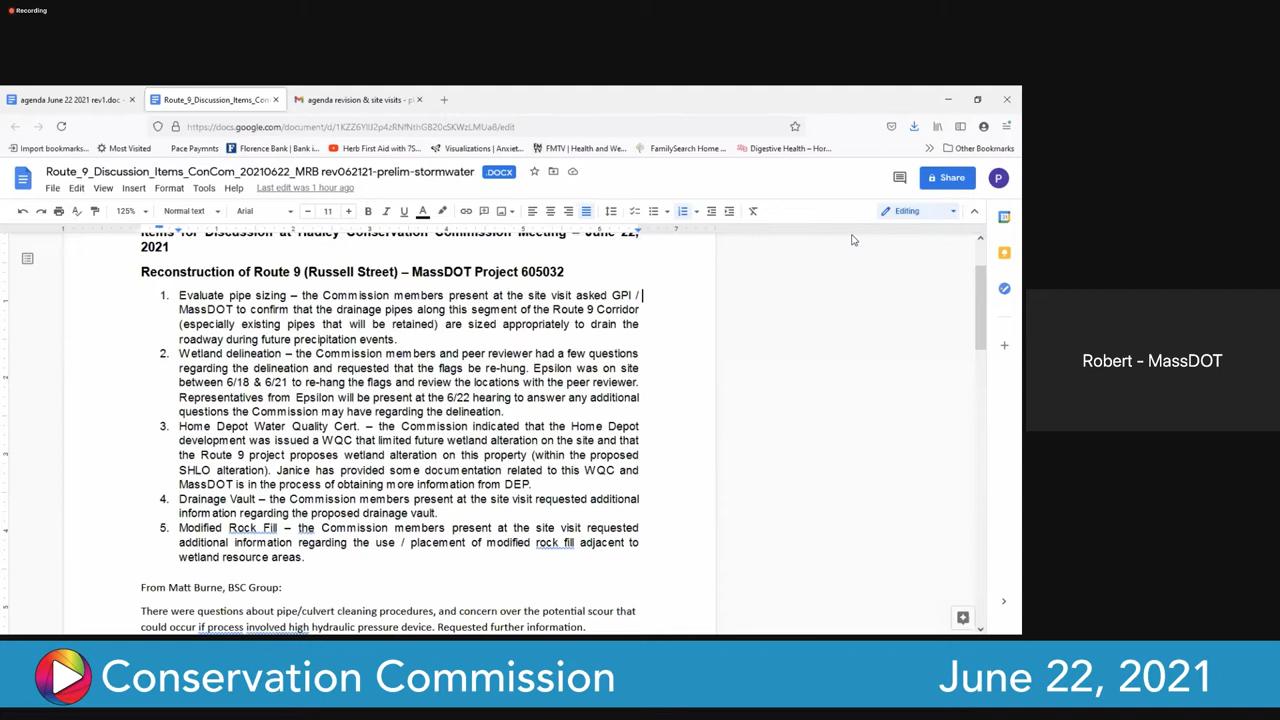 Recording
agenda June 22 2021 rev1.doc
Route_9_Discussion_Items_Con
agenda revision & site visits -
Import bookmarks...
Most Visited
Pace Paymnts
Florence Bank | Bank i...
Herb First Aid with 7S...
Visualizations | Anxiet...
FMTV | Health and We...
FamilySearch Home ...
Digestive Health – Hor...
Other Bookmarks
Route_9_Discussion_Items_ConCom_20210622_MRB rev062121-prelim-stormwater
.DOCX
Share
P
File Edit View Insert Format Tools Help Last edit was 1 hour ago
125% Normal text Arial 11 B I U A Editing
Items for Discussion at Hadley Conservation Commission Meeting – June 22,
2021
Reconstruction of Route 9 (Russell Street) – MassDOT Project 605032
1. Evaluate pipe sizing – the Commission members present at the site visit asked GPI /
MassDOT to confirm that the drainage pipes along this segment of the Route 9 Corridor
(especially existing pipes that will be retained) are sized appropriately to drain the
roadway during future precipitation events.
2. Wetland delineation – the Commission members and peer reviewer had a few questions
regarding the delineation and requested that the flags be re-hung. Epsilon was on site
between 6/18 & 6/21 to re-hang the flags and review the locations with the peer reviewer.
Representatives from Epsilon will be present at the 6/22 hearing to answer any additional
questions the Commission may have regarding the delineation.
3. Home Depot Water Quality Cert. – the Commission indicated that the Home Depot
development was issued a WQC that limited future wetland alteration on the site and that
the Route 9 project proposes wetland alteration on this property (within the proposed
SHLO alteration). Janice has provided some documentation related to this WQC and
MassDOT is in the process of obtaining more information from DEP.
4. Drainage Vault – the Commission members present at the site visit requested additional
information regarding the proposed drainage vault.
5. Modified Rock Fill – the Commission members present at the site visit requested
additional information regarding the use / placement of modified rock fill adjacent to
wetland resource areas.
From Matt Burne, BSC Group:
There were questions about pipe/culvert cleaning procedures, and concern over the potential scour that
could occur if process involved high hydraulic pressure device. Requested further information.
Robert - MassDOT
Conservation Commission
June 22, 2021